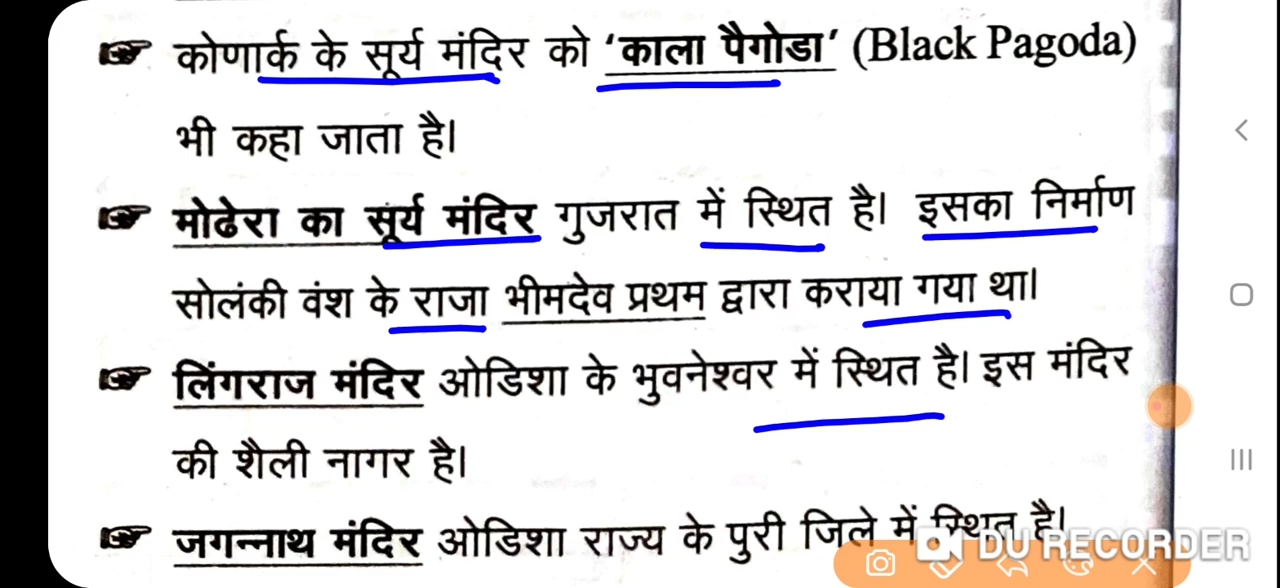 ☞ कोणार्क के सूर्य मंदिर को ‘काला पैगोडा’ (Black Pagoda)
भी कहा जाता है।
☞ मोढेरा का सूर्य मंदिर गुजरात में स्थित है। इसका निर्माण
सोलंकी वंश के राजा भीमदेव प्रथम द्वारा कराया गया था।
☞ लिंगराज मंदिर ओडिशा के भुवनेश्वर में स्थित है। इस मंदिर
की शैली नागर है।
☞ जगन्नाथ मंदिर ओडिशा राज्य के पुरी जिले में स्थित है।
DU RECORDER